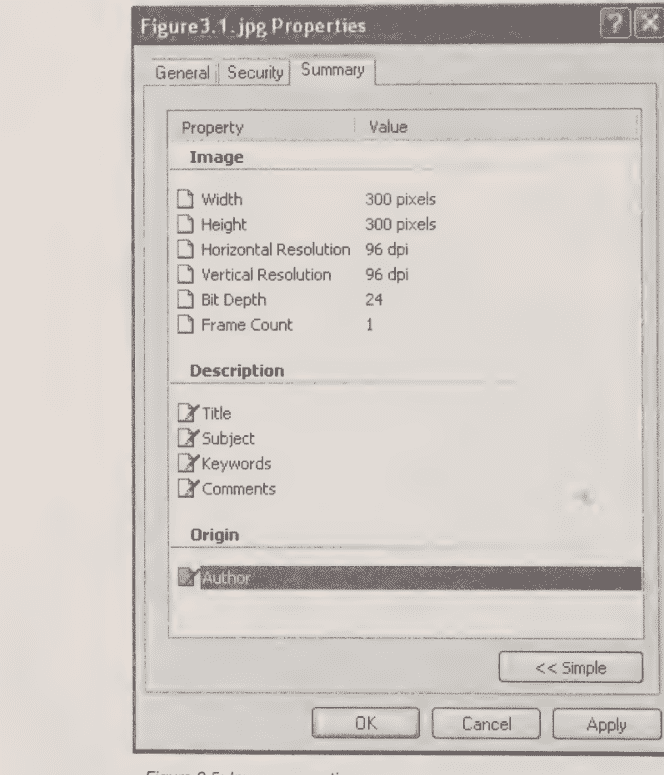 Figure3.1.jpg Properties
General Security Summary
Property Value
Image
Width 300 pixels
Height 300 pixels
Horizontal Resolution 96 dpi
Vertical Resolution 96 dpi
Bit Depth 24
Frame Count 1
Description
Title
Subject
Keywords
Comments
Origin
Author
<< Simple
OK Cancel Apply